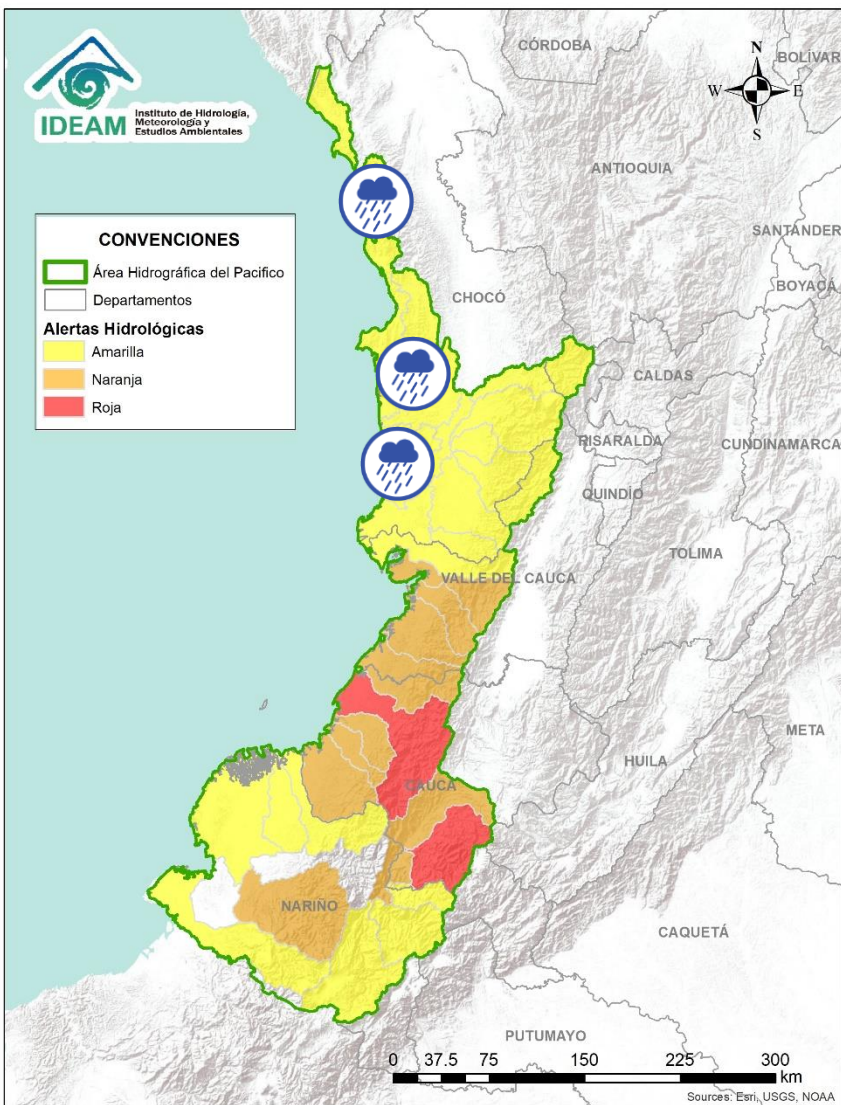 IDEAM
Instituto de Hidrología,
Meteorología y
Estudios Ambientales
CÓRDOBA
BOLÍVAR
N
W
E
S
ANTIOQUIA
SANTANDER
BOYACÁ
CONVENCIONES
Área Hidrográfica del Pacifico
Departamentos
Alertas Hidrológicas
Amarilla
Naranja
Roja
CHOCÓ
CALDAS
RISARALDA
CUNDINAMARCA
QUINDÍO
TOLIMA
VALLE DEL CAUCA
META
HUILA
CAUCA
NARIÑO
CAQUETÁ
PUTUMAYO
0 37.5 75 150 225 300
km
Sources: Esri, USGS, NOAA